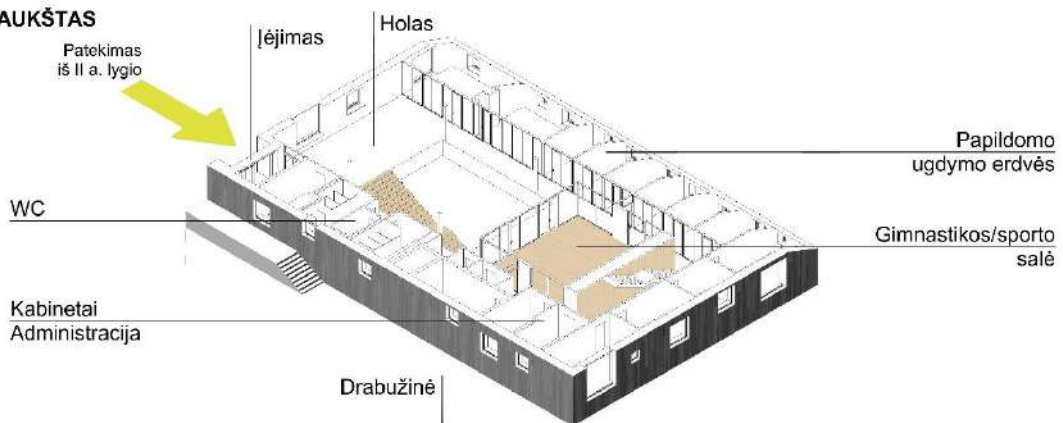 AUKŠTAS
Patekimas
iš II a. lygio
Įėjimas
Holas
Papildomo
ugdymo erdvės
WC
Gimnastikos/sporto
salė
Kabinetai
Administracija
Drabužinė